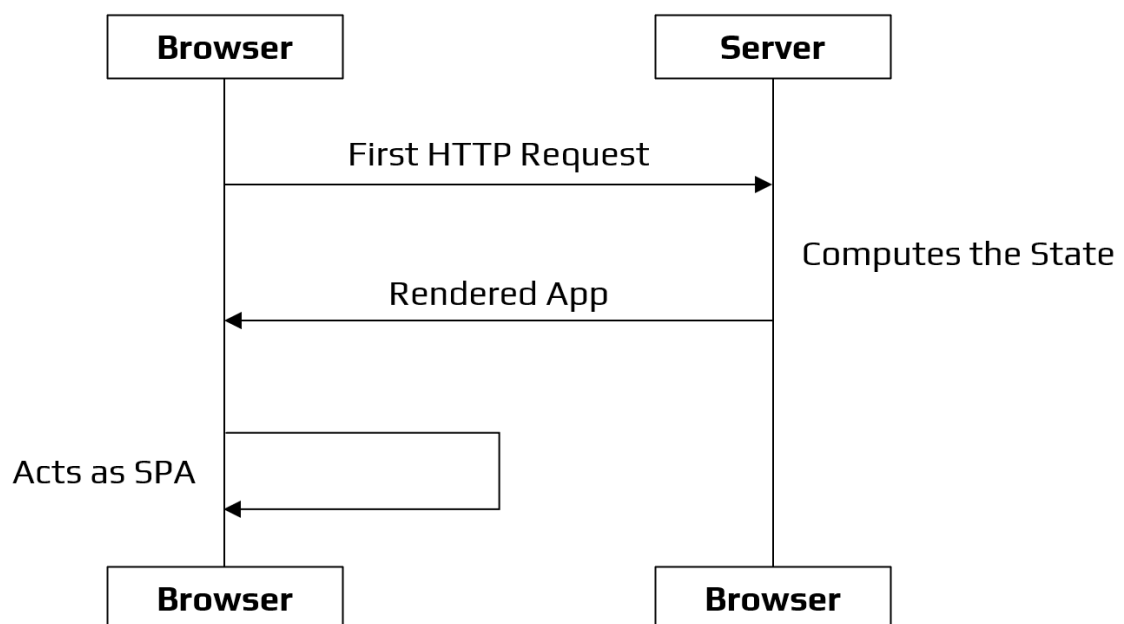 Browser
Server
First HTTP Request
Computes the State
Rendered App
Acts as SPA
Browser
Browser